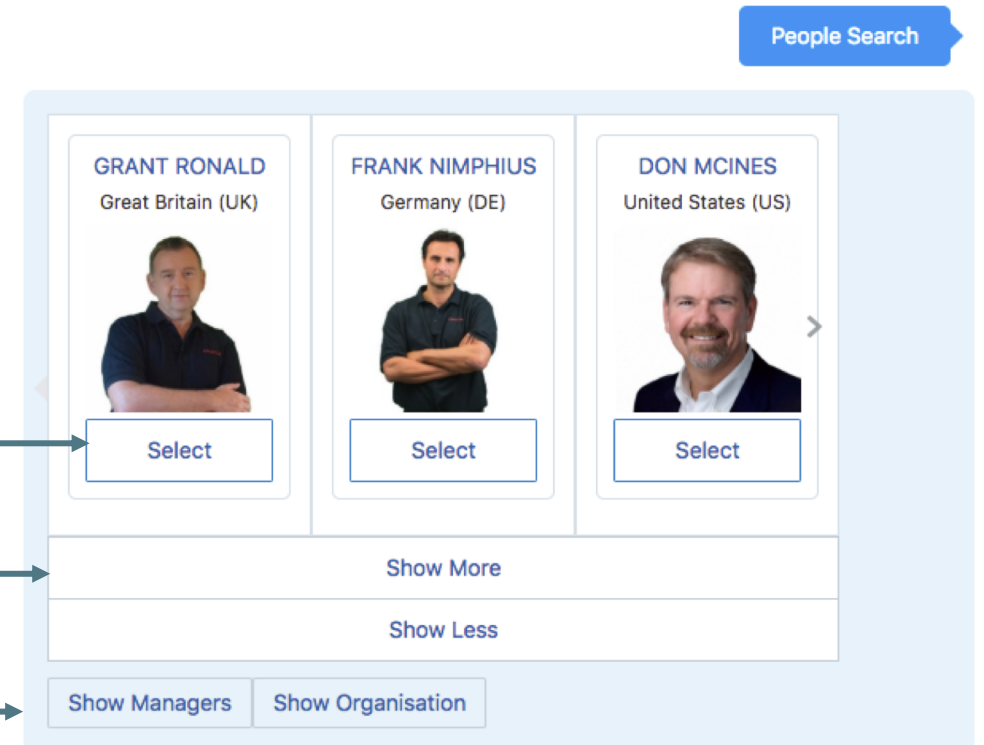 People Search
GRANT RONALD
Great Britain (UK)
Select
FRANK NIMPHIUS
Germany (DE)
Select
DON MCINES
United States (US)
Select
Show More
Show Less
Show Managers
Show Organisation